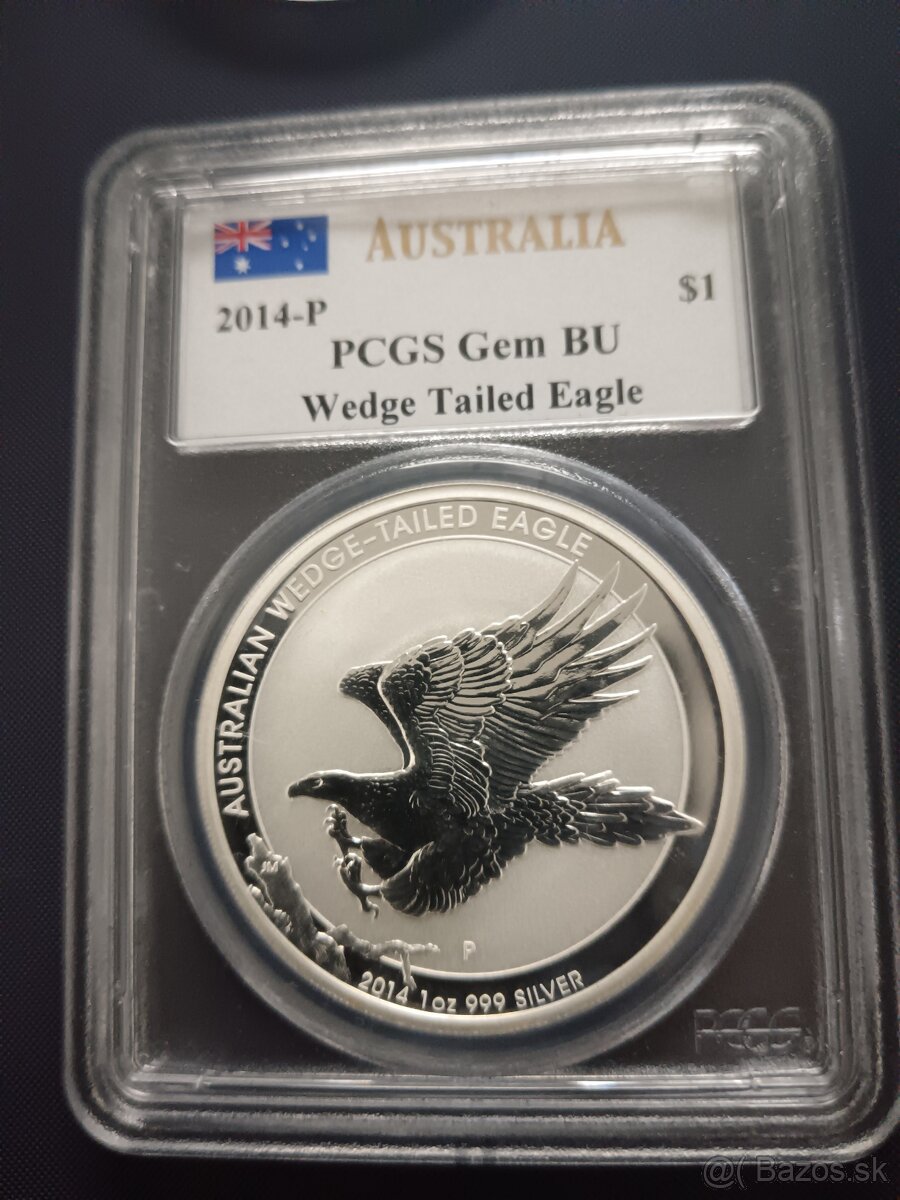 AUSTRALIA
2014-P $1
PCGS Gem BU
Wedge Tailed Eagle
AUSTRALIAN WEDGE-TAILED EAGLE
P
2014 1oz 999 SILVER
PCGS
@( Bazos.sk